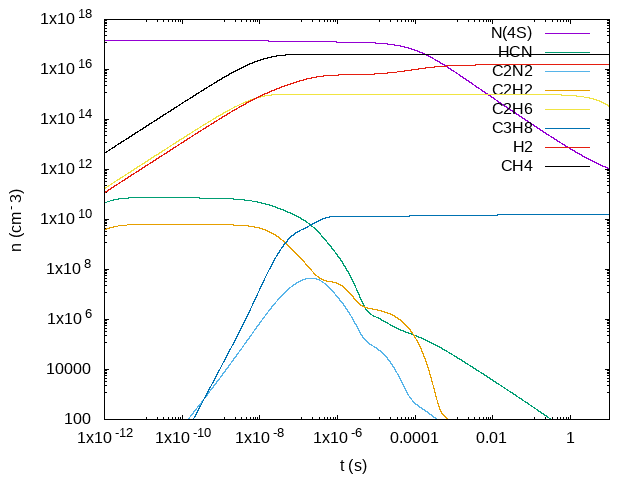 1x10 18
1x10 16
1x10 14
1x10 12
1x10 10
1x10 8
1x10 6
10000
100
1x10 -12
1x10 -10
1x10 -8
1x10 -6
0.0001
0.01
1
n (cm- 3)
t (s)
N(4S)
HCN
C2N2
C2H2
C2H6
C3H8
H2
CH4